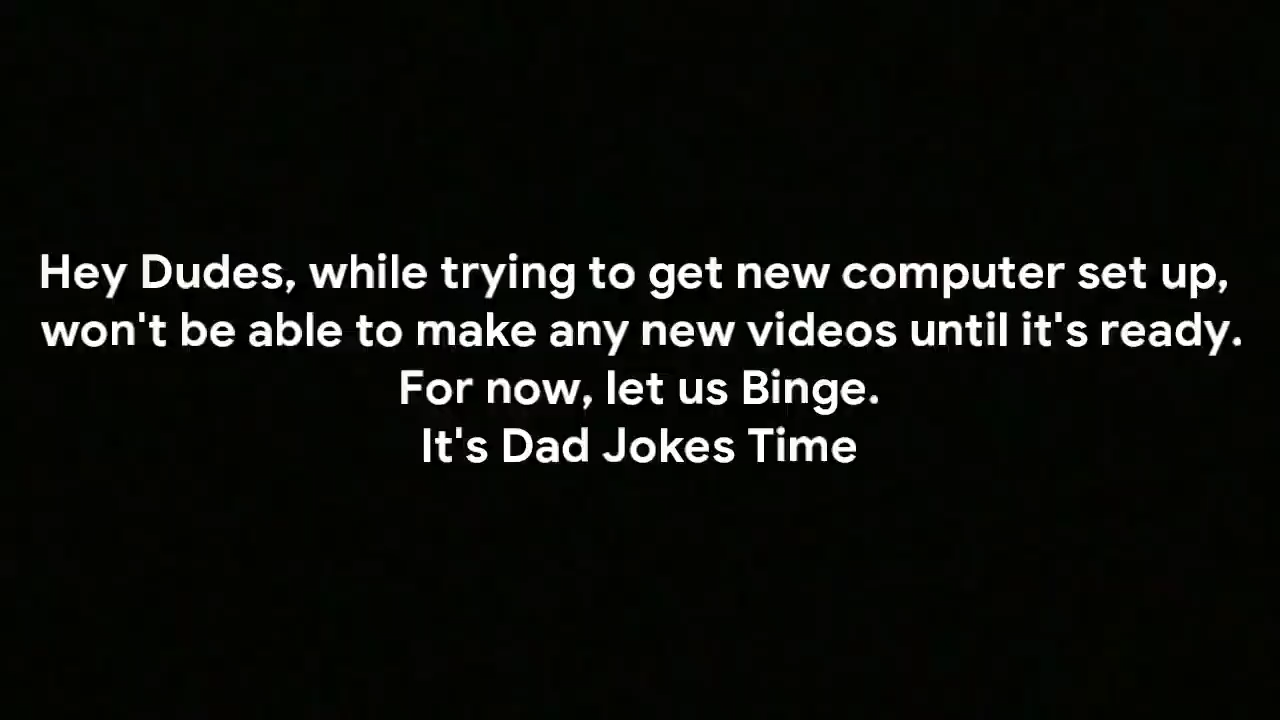 Hey Dudes, while trying to get new computer set up,
won't be able to make any new videos until it's ready.
For now, let us Binge.
It's Dad Jokes Time